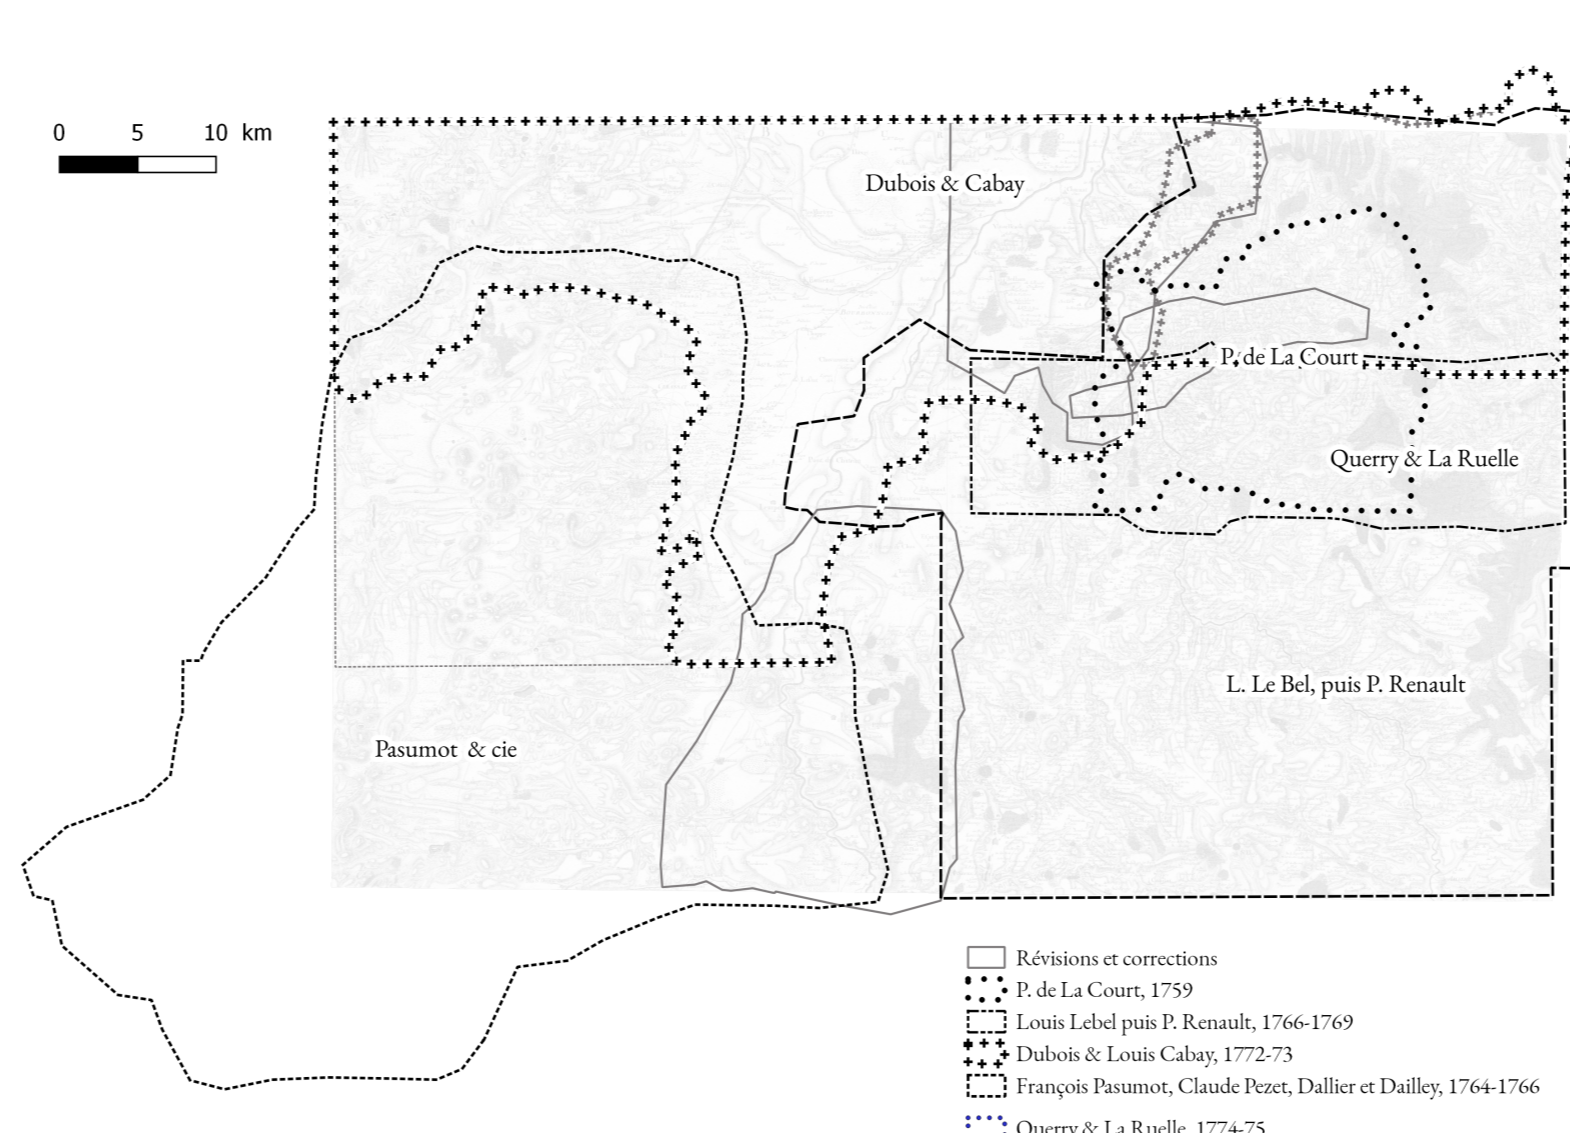 0 5 10 km
Dubois & Cabay
P. de La Court
Querry & La Ruelle
L. Le Bel, puis P. Renault
Pasumot & cie
Révisions et corrections
P. de La Court, 1759
Louis Lebel puis P. Renault, 1766-1769
Dubois & Louis Cabay, 1772-73
François Pasumot, Claude Pezet, Dallier et Dailley, 1764-1766
Querry & La Ruelle, 1774-75